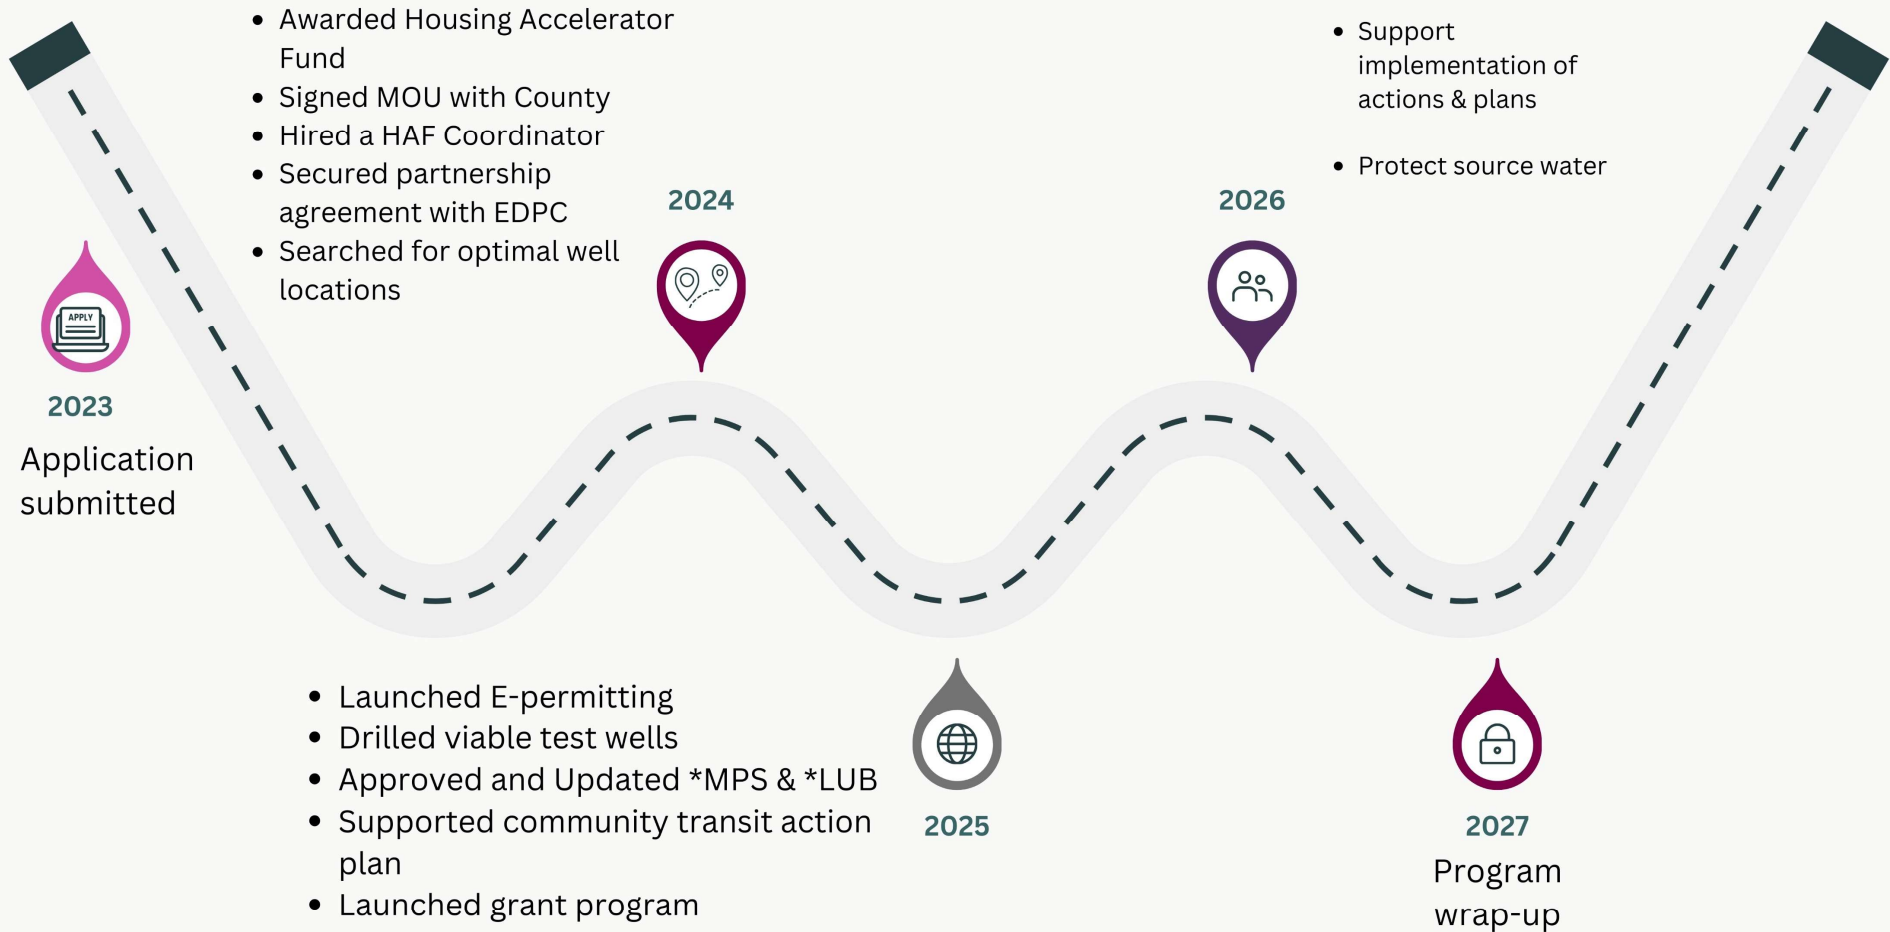 APPLY
2023
Application
submitted
• Awarded Housing Accelerator
Fund
• Signed MOU with County
• Hired a HAF Coordinator
• Secured partnership
agreement with EDPC
• Searched for optimal well
locations
2024
• Launched E-permitting
• Drilled viable test wells
• Approved and Updated *MPS & *LUB
• Supported community transit action
plan
• Launched grant program
2025
2026
• Support
implementation of
actions & plans
• Protect source water
2027
Program
wrap-up